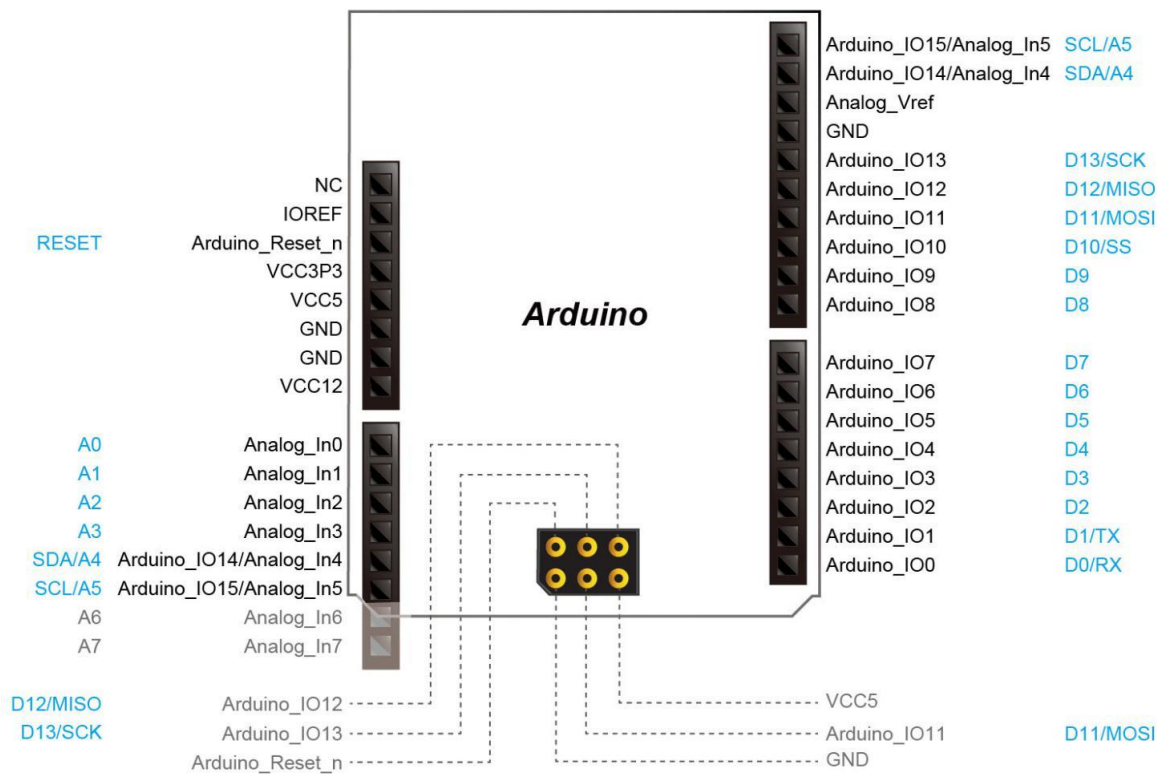 Arduino_IO15/Analog_In5 SCL/A5
Arduino_IO14/Analog_In4 SDA/A4
Analog_Vref
GND
Arduino_IO13 D13/SCK
Arduino_IO12 D12/MISO
Arduino_IO11 D11/MOSI
Arduino_IO10 D10/SS
Arduino_IO9 D9
Arduino_IO8 D8
NC
IOREF
RESET Arduino_Reset_n
VCC3P3
VCC5
GND
GND
VCC12
Arduino
Arduino_IO7 D7
Arduino_IO6 D6
Arduino_IO5 D5
Arduino_IO4 D4
Arduino_IO3 D3
Arduino_IO2 D2
Arduino_IO1 D1/TX
Arduino_IO0 D0/RX
A0 Analog_In0
A1 Analog_In1
A2 Analog_In2
A3 Analog_In3
SDA/A4 Arduino_IO14/Analog_In4
SCL/A5 Arduino_IO15/Analog_In5
A6 Analog_In6
A7 Analog_In7
D12/MISO Arduino_IO12
D13/SCK Arduino_IO13
Arduino_Reset_n
VCC5
Arduino_IO11 D11/MOSI
GND